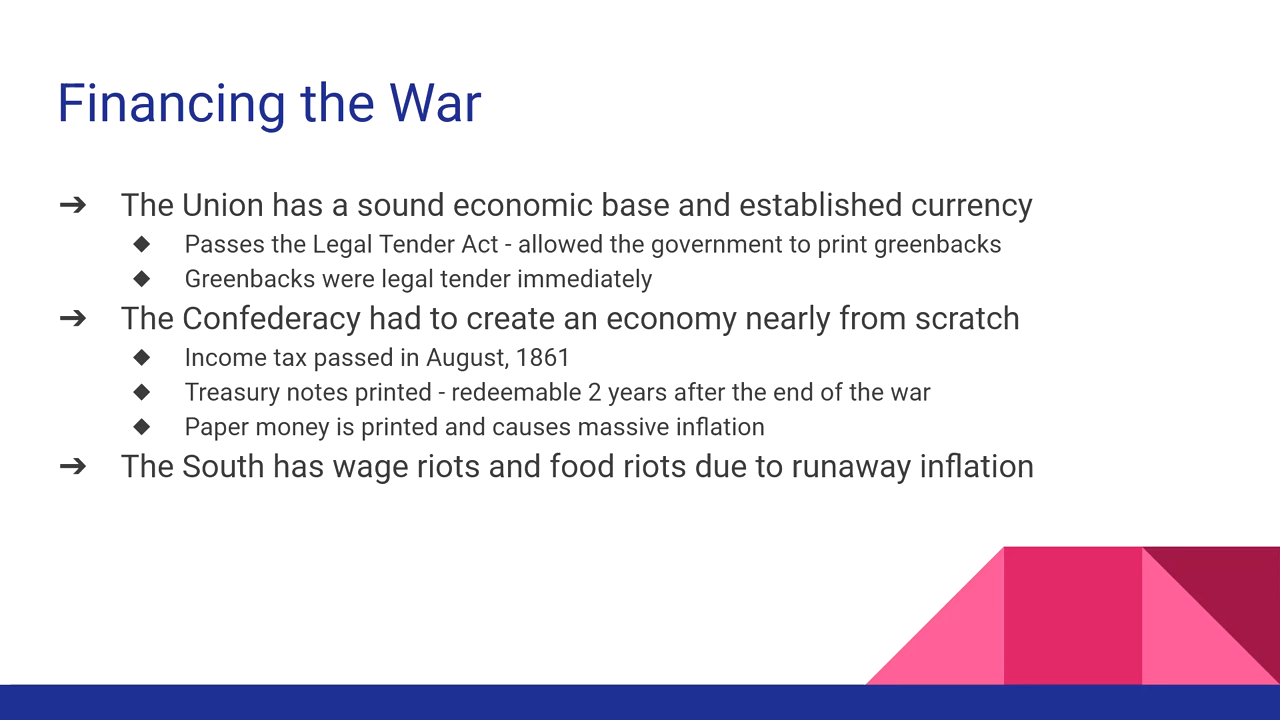 Financing the War
➔ The Union has a sound economic base and established currency
◆ Passes the Legal Tender Act - allowed the government to print greenbacks
◆ Greenbacks were legal tender immediately
➔ The Confederacy had to create an economy nearly from scratch
◆ Income tax passed in August, 1861
◆ Treasury notes printed - redeemable 2 years after the end of the war
◆ Paper money is printed and causes massive inflation
➔ The South has wage riots and food riots due to runaway inflation